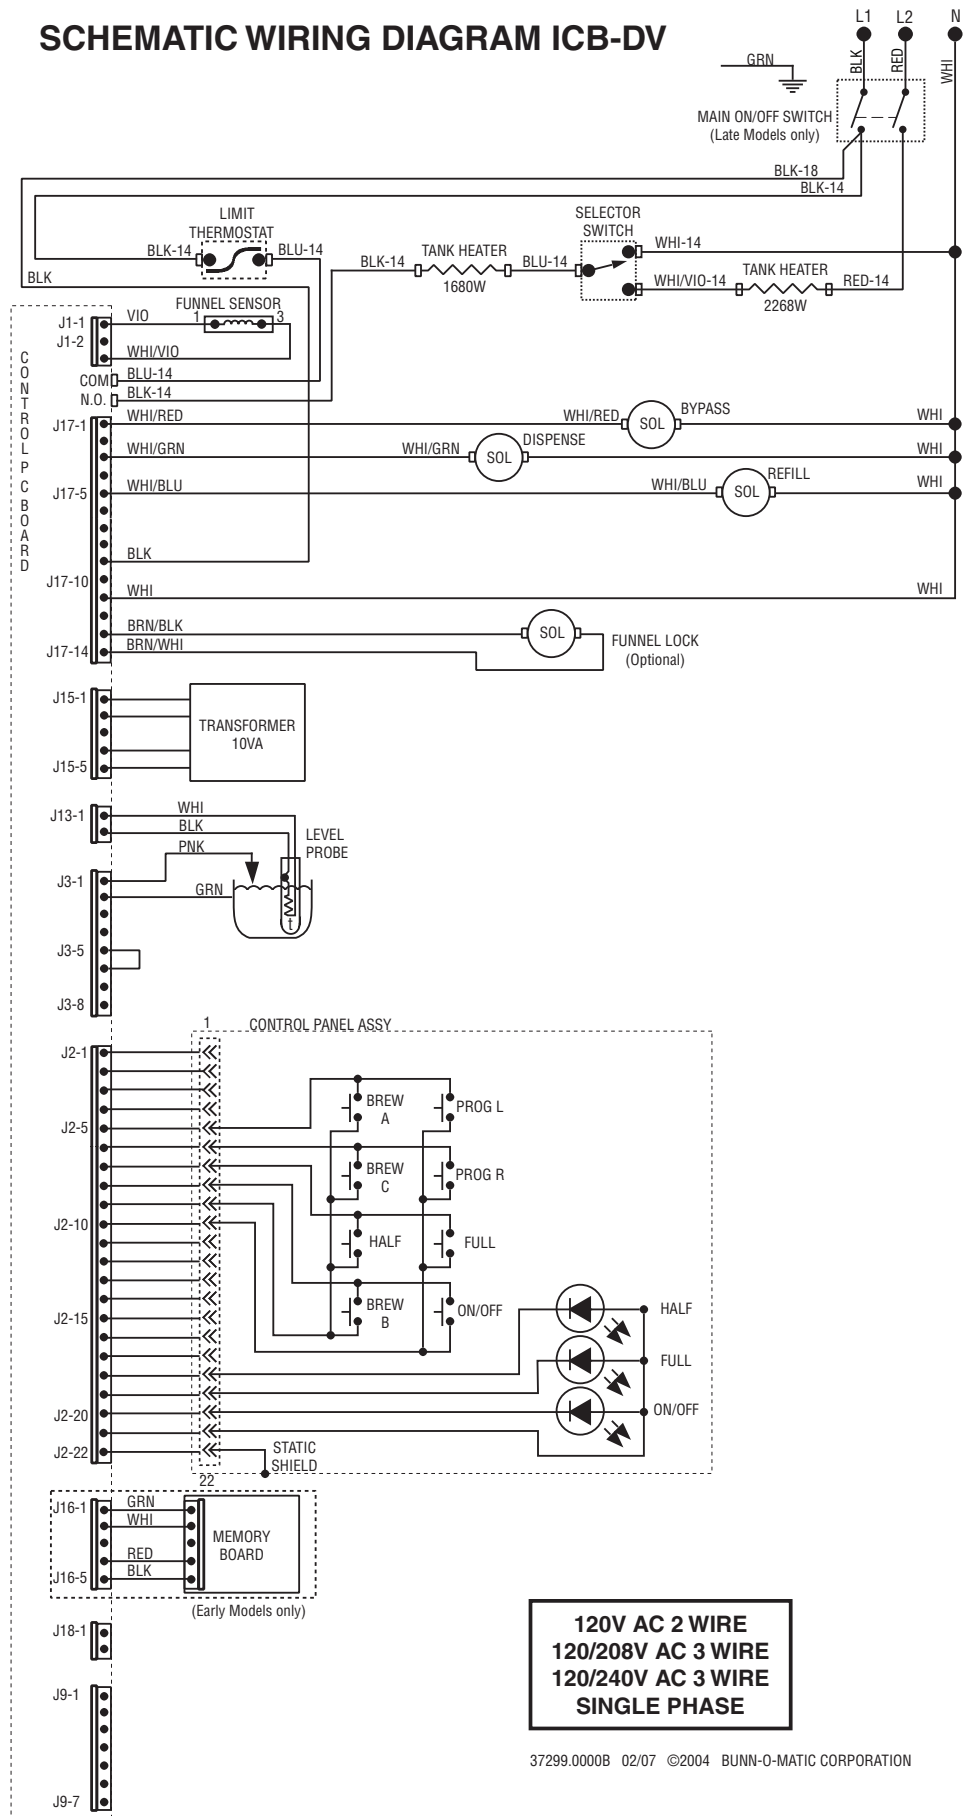 SCHEMATIC WIRING DIAGRAM ICB-DV
L1 L2 N
BLK RED WHI
GRN
MAIN ON/OFF SWITCH
(Late Models only)
BLK-18
BLK-14
LIMIT
THERMOSTAT
BLK-14 BLU-14
BLK
SELECTOR
SWITCH
WHI-14
TANK HEATER
BLK-14 BLU-14
1680W
TANK HEATER
WHI/VIO-14 RED-14
2268W
CONTROL PC BOARD
FUNNEL SENSOR
J1-1 VIO 1 3
J1-2
WHI/VIO
COM BLU-14
N.O. BLK-14
J17-1 WHI/RED WHI/RED SOL BYPASS WHI
WHI/GRN WHI/GRN SOL DISPENSE WHI
J17-5 WHI/BLU WHI/BLU SOL REFILL WHI
BLK
J17-10
WHI WHI
BRN/BLK SOL
J17-14 BRN/WHI
FUNNEL LOCK
(Optional)
J15-1
TRANSFORMER
10VA
J15-5
J13-1 WHI
BLK
LEVEL
PROBE
PNK
J3-1
GRN
t
J3-5
J3-8
1 CONTROL PANEL ASSY
J2-1
J2-5
BREW
A
PROG L
BREW
C
PROG R
J2-10
HALF FULL
BREW
B
ON/OFF
J2-15
HALF
FULL
ON/OFF
J2-20
J2-22
STATIC
SHIELD
22
J16-1 GRN
WHI
MEMORY
BOARD
RED
J16-5 BLK
(Early Models only)
J18-1
J9-1
J9-7
120V AC 2 WIRE
120/208V AC 3 WIRE
120/240V AC 3 WIRE
SINGLE PHASE
37299.0000B 02/07 ©2004 BUNN-O-MATIC CORPORATION